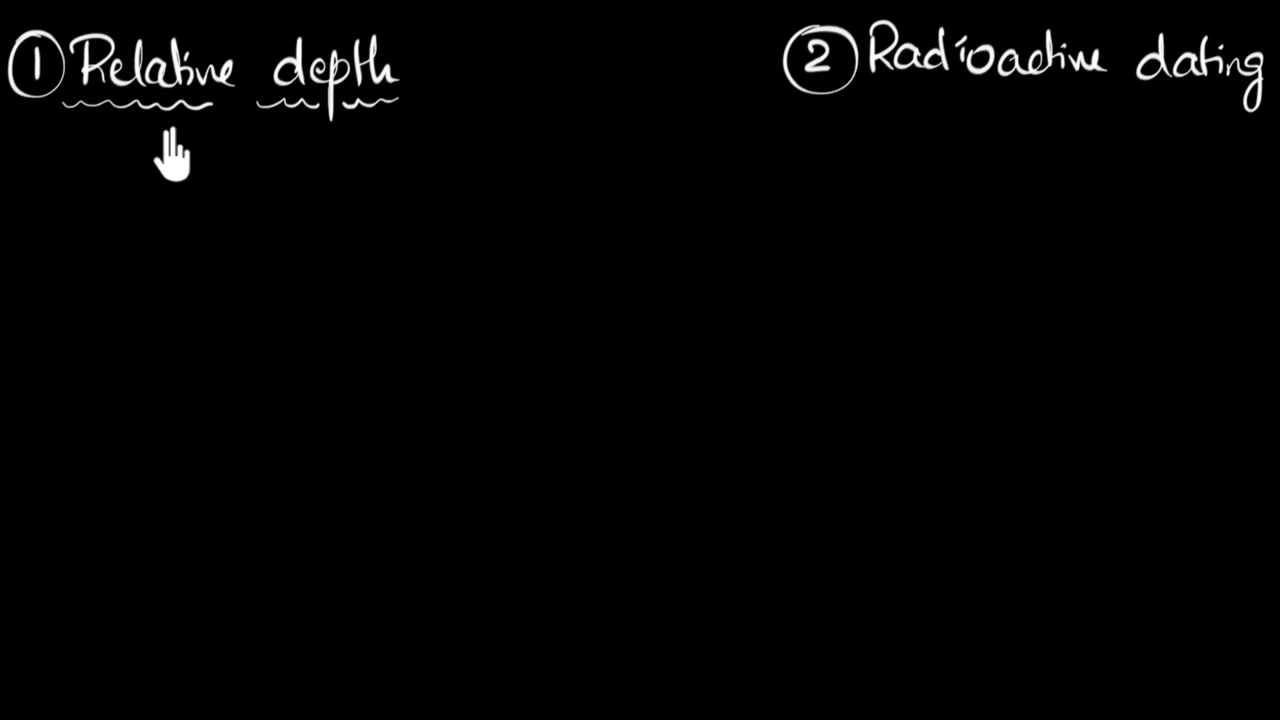 ① Relative depth
② Radioactive dating